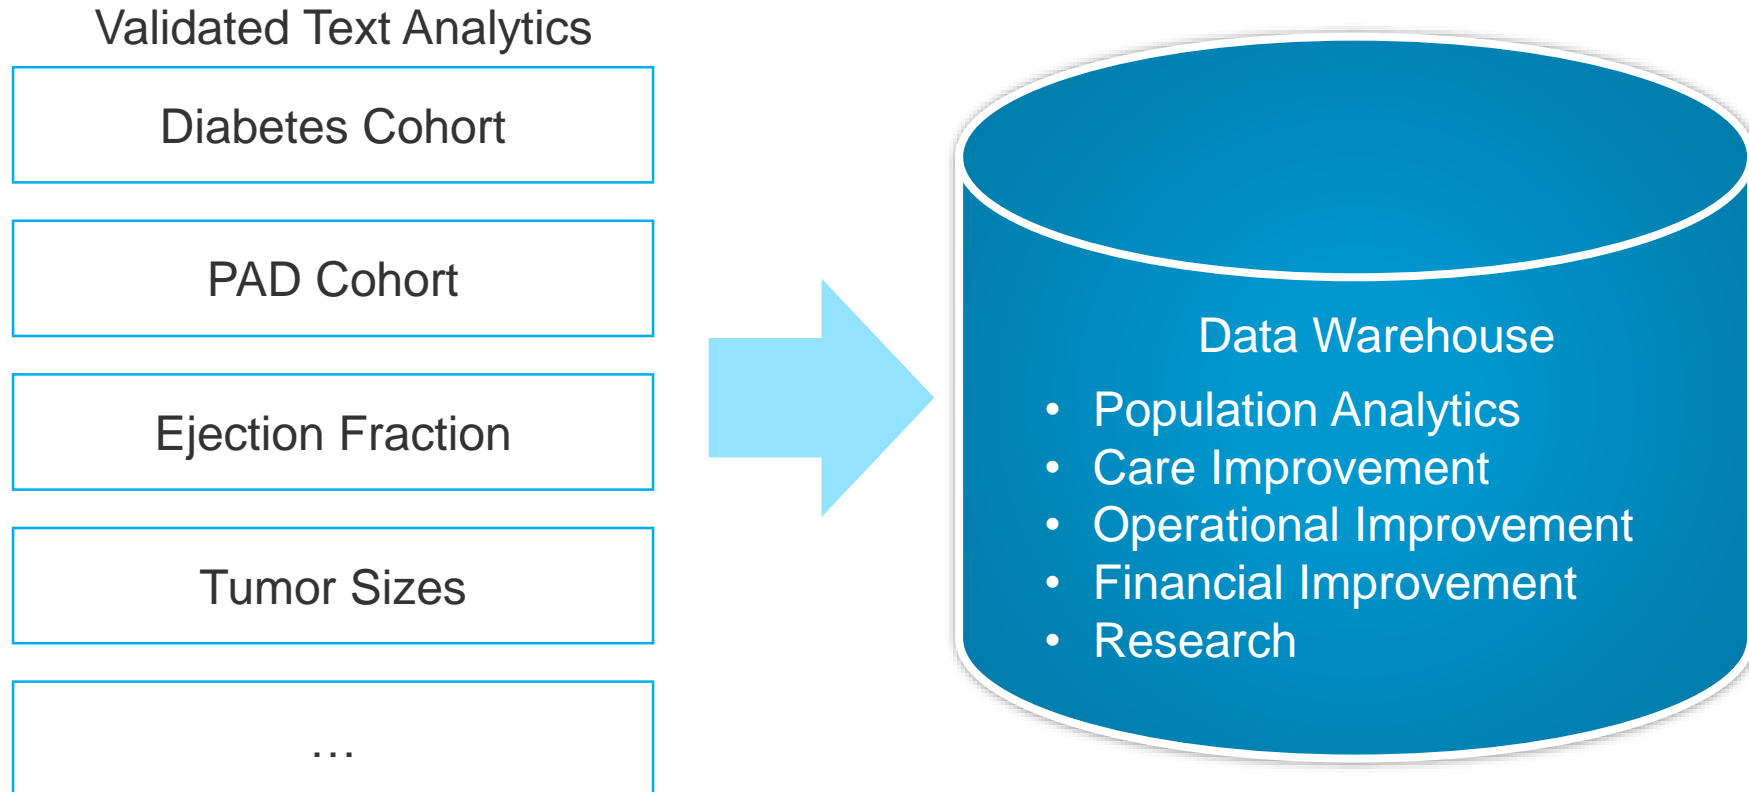 Validated Text Analytics
Diabetes Cohort
PAD Cohort
Ejection Fraction
Tumor Sizes
…
Data Warehouse
• Population Analytics
• Care Improvement
• Operational Improvement
• Financial Improvement
• Research